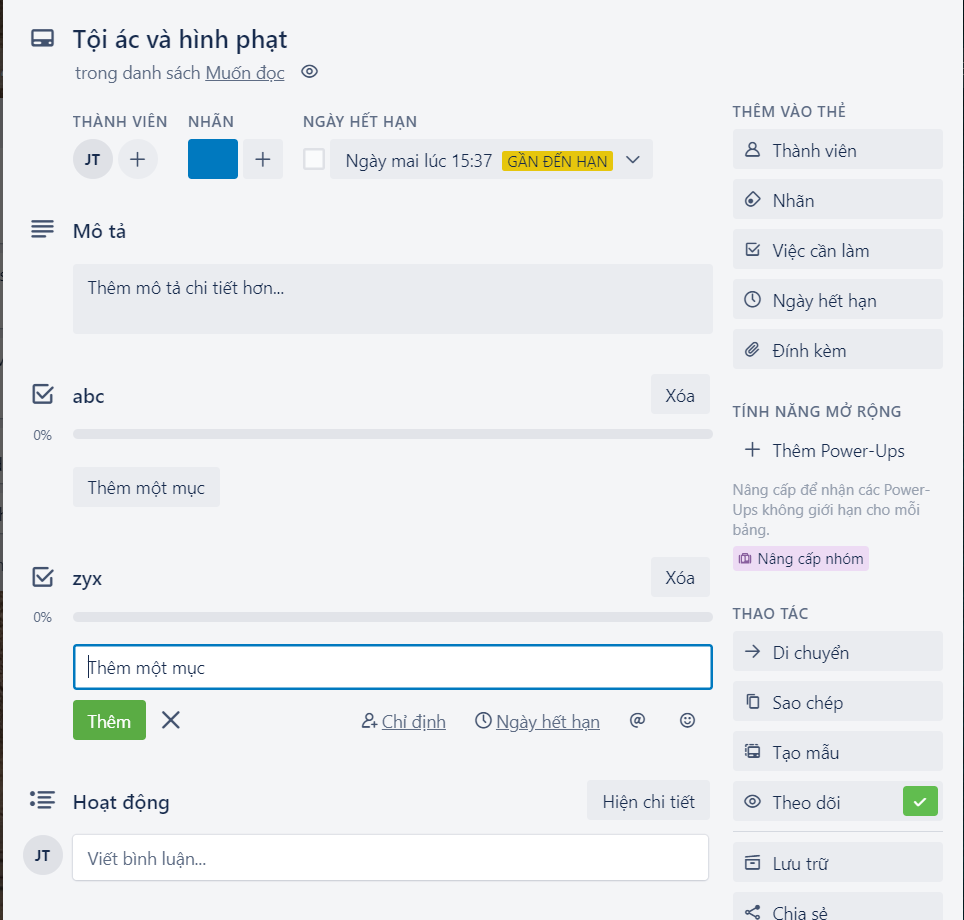 Tội ác và hình phạt
trong danh sách Muốn đọc
THÀNH VIÊN
NHÃN
NGÀY HẾT HẠN
JT
Ngày mai lúc 15:37 GẦN ĐẾN HẠN
Mô tả
Thêm mô tả chi tiết hơn...
abc
Xóa
0%
Thêm một mục
zyx
Xóa
0%
Thêm một mục
Thêm
Chỉ định
Ngày hết hạn
@
Hoạt động
Hiện chi tiết
JT
Viết bình luận...
THÊM VÀO THẺ
Thành viên
Nhãn
Việc cần làm
Ngày hết hạn
Đính kèm
TÍNH NĂNG MỞ RỘNG
Thêm Power-Ups
Nâng cấp để nhận các Power-
Ups không giới hạn cho mỗi
bảng.
Nâng cấp nhóm
THAO TÁC
Di chuyển
Sao chép
Tạo mẫu
Theo dõi
Lưu trữ
Chia sẻ